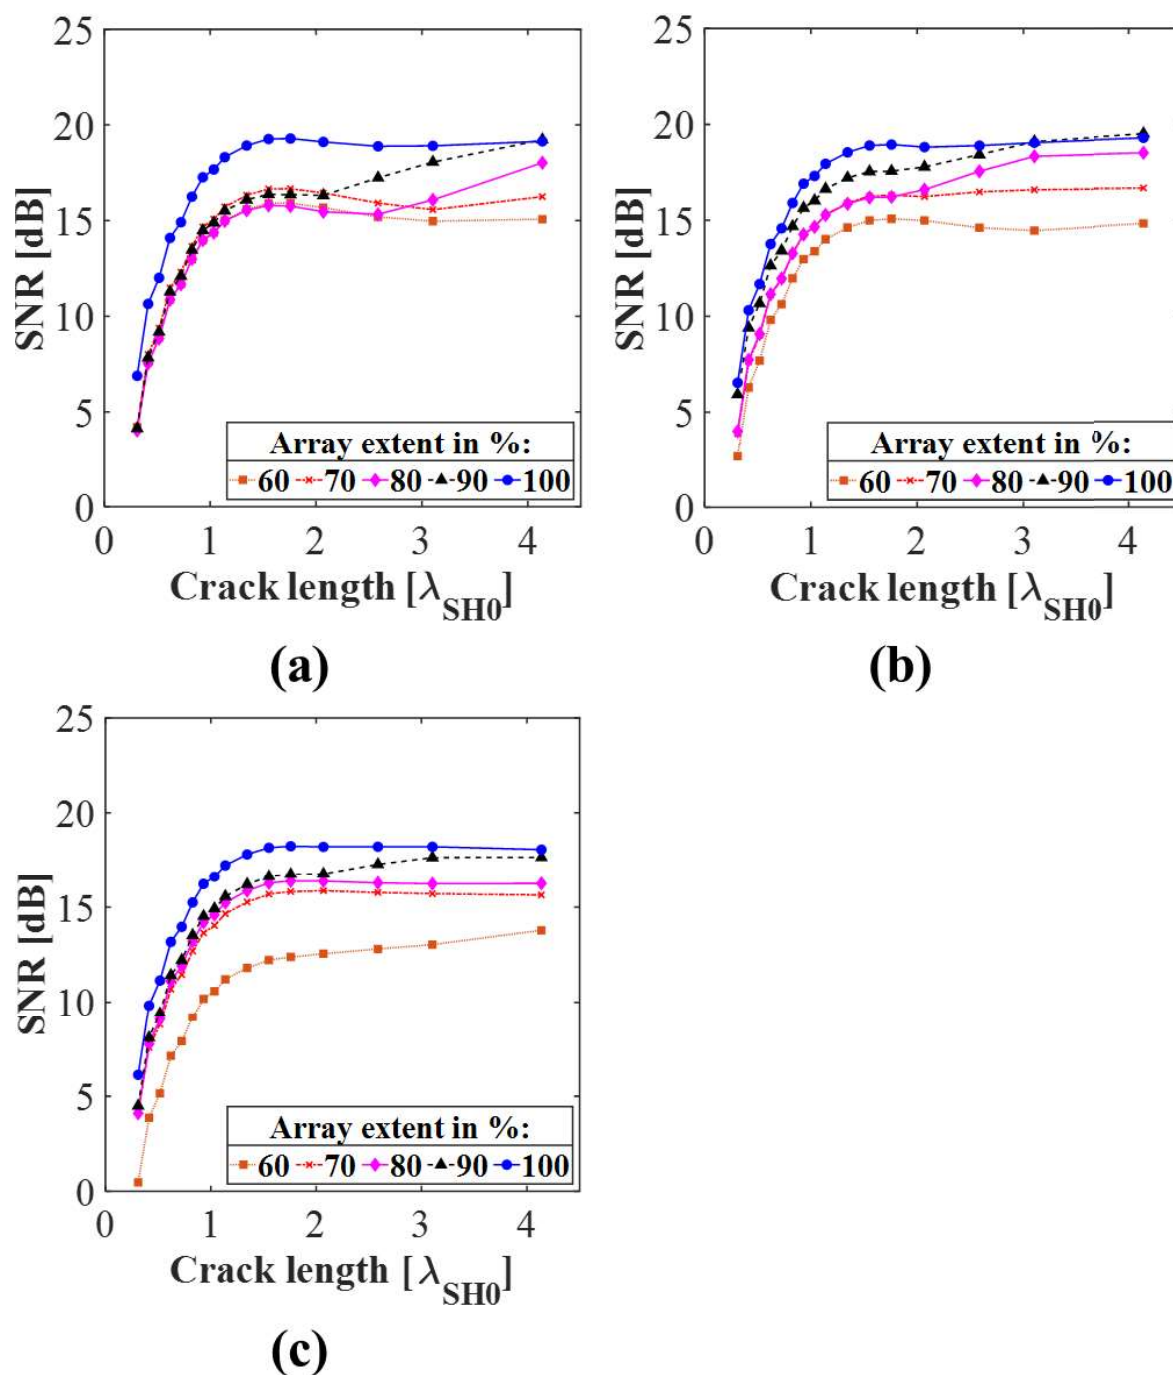 25
20
15
10
5
0
SNR [dB]
Array extent in %:
60 70 80 90 100
0 1 2 3 4
Crack length [λSH0]
(a)
25
20
15
10
5
0
SNR [dB]
Array extent in %:
60 70 80 90 100
0 1 2 3 4
Crack length [λSH0]
(b)
25
20
15
10
5
0
SNR [dB]
Array extent in %:
60 70 80 90 100
0 1 2 3 4
Crack length [λSH0]
(c)